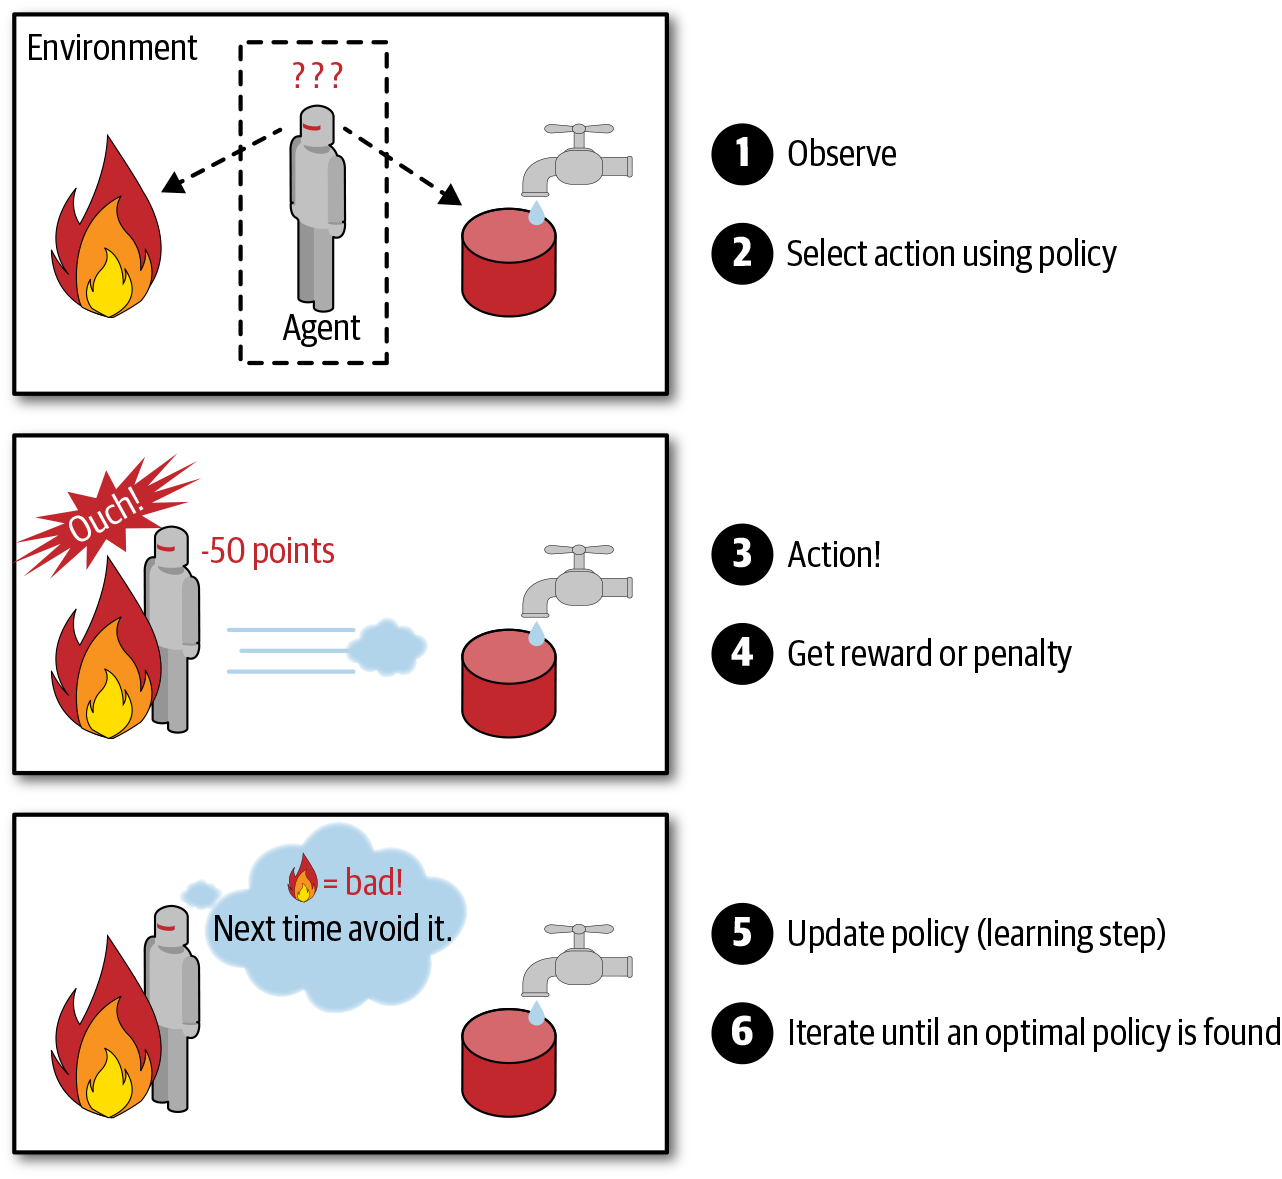 Environment
???
Agent
1 Observe
2 Select action using policy
Ouch!
-50 points
3 Action!
4 Get reward or penalty
= bad!
Next time avoid it.
5 Update policy (learning step)
6 Iterate until an optimal policy is found